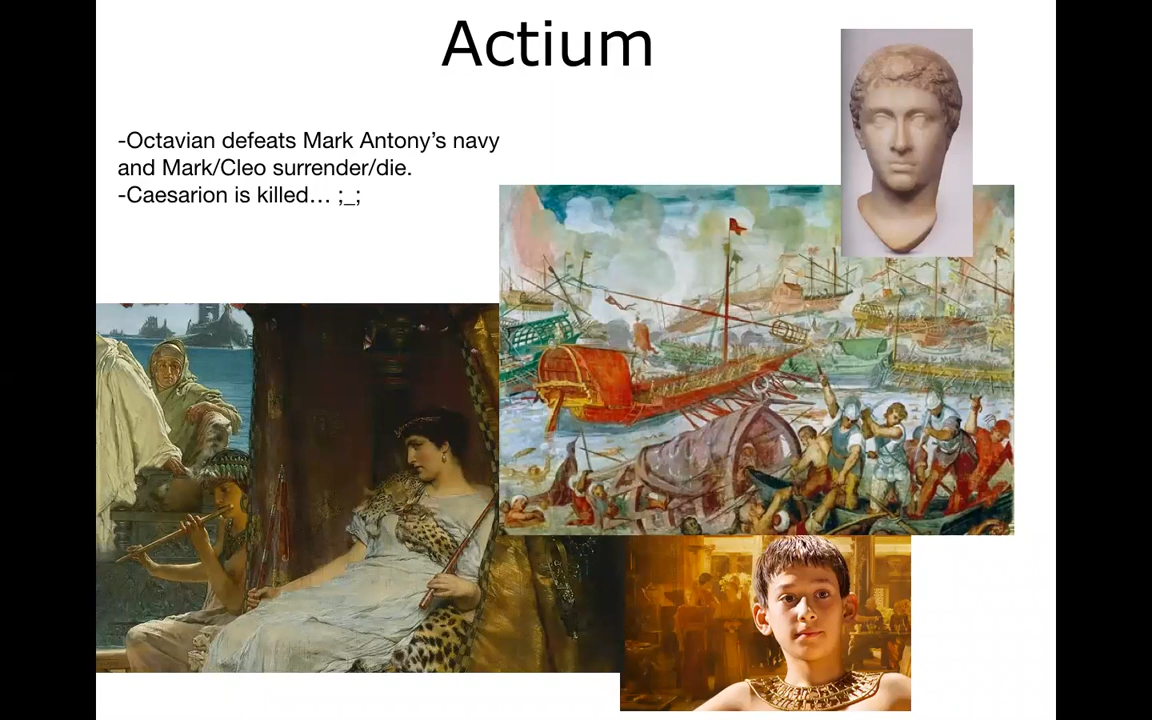 Actium
-Octavian defeats Mark Antony’s navy
and Mark/Cleo surrender/die.
-Caesarion is killed… ;_;